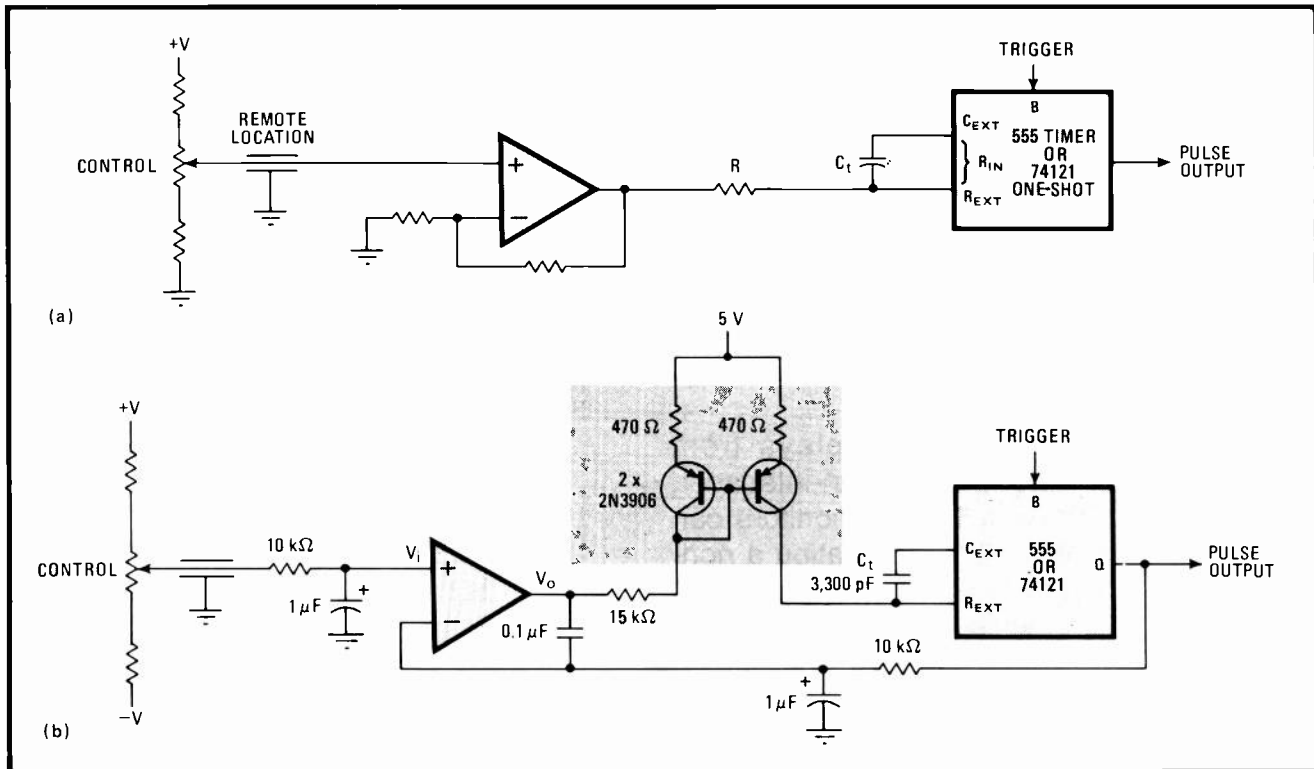 +V
REMOTE
LOCATION
CONTROL
+
−
R
Ct
TRIGGER
B
CEXT
RIN
REXT
555 TIMER
OR
74121
ONE-SHOT
PULSE
OUTPUT
(a)
5 V
470 Ω
470 Ω
2 x
2N3906
+V
CONTROL
−V
10 kΩ
Vi
+
1 µF
+
−
Vo
0.1 µF
15 kΩ
Ct
3,300 pF
TRIGGER
B
CEXT
REXT
555
OR
74121
Q
PULSE
OUTPUT
10 kΩ
+
1 µF
(b)